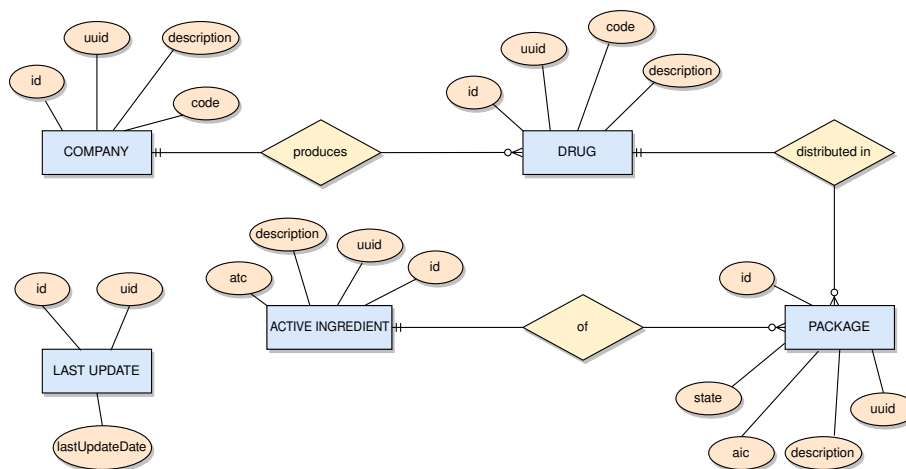 uuid
description
id
code
COMPANY
produces
code
uuid
description
id
DRUG
distributed in
description
uuid
atc
id
ACTIVE INGREDIENT
of
id
PACKAGE
state
aic
description
uuid
id
uid
LAST UPDATE
lastUpdateDate